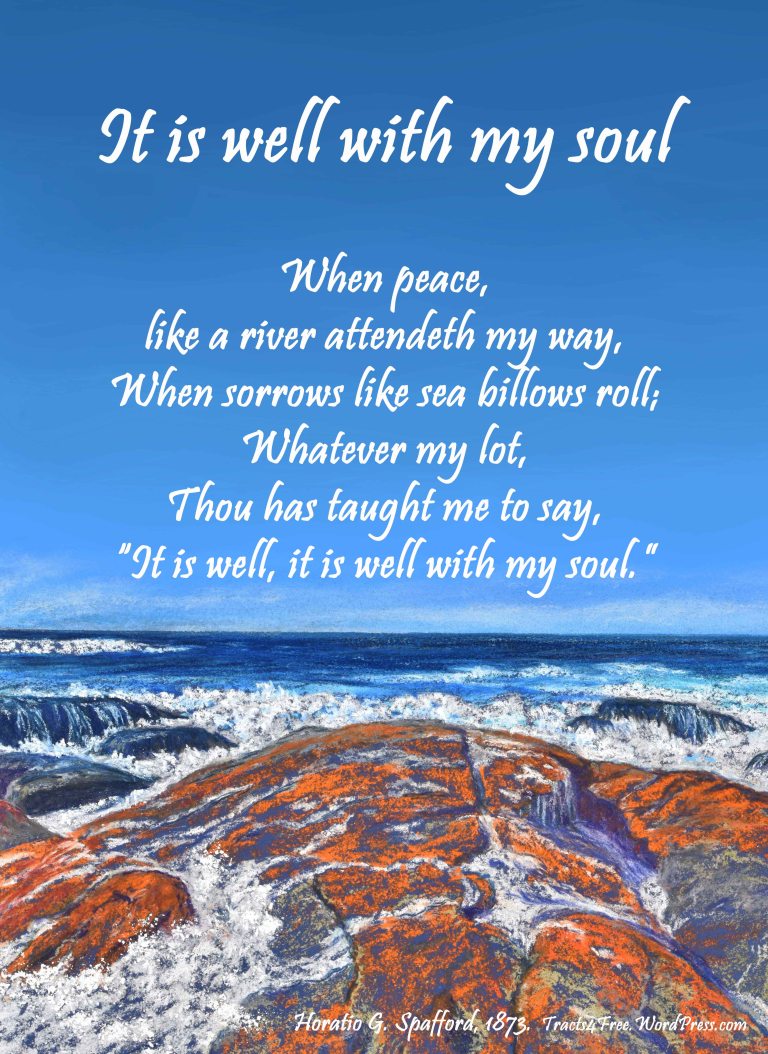 It is well with my soul
When peace,
like a river attendeth my way,
When sorrows like sea billows roll;
Whatever my lot,
Thou has taught me to say,
"It is well, it is well with my soul."
Horatio G. Spafford, 1873. Tracts4Free.WordPress.com